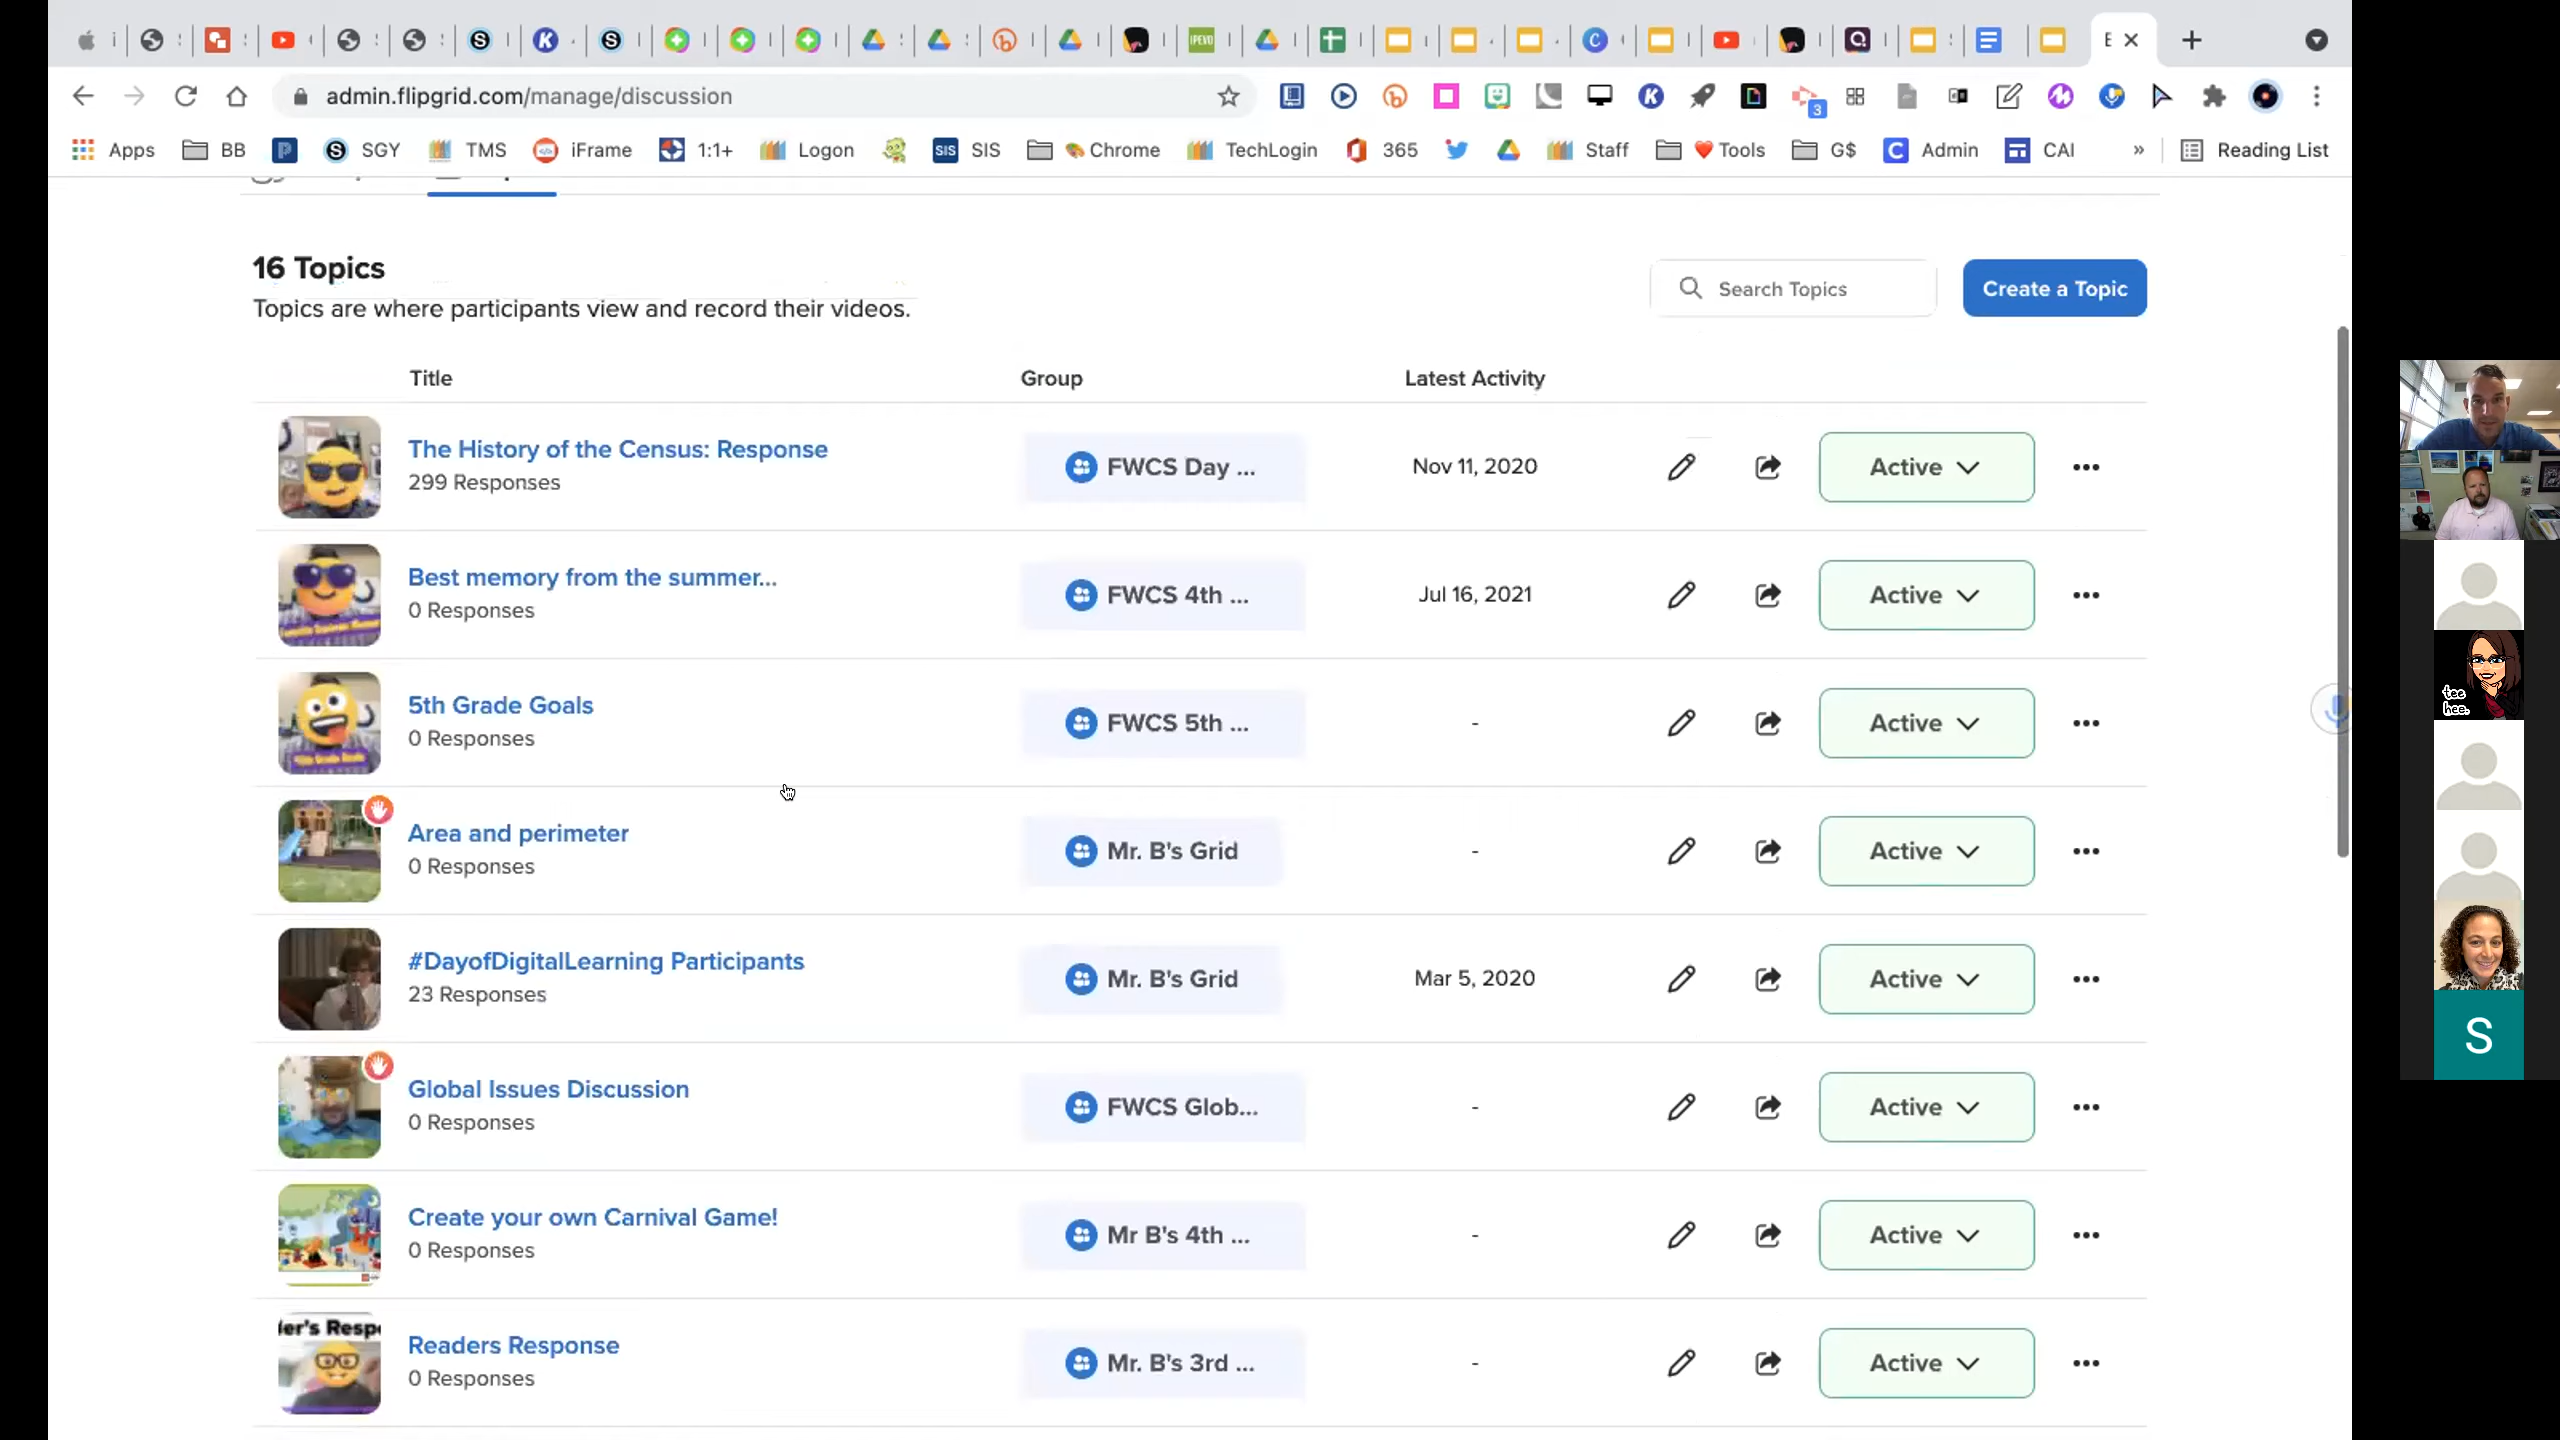 admin.flipgrid.com/manage/discussion
3
Apps
BB
SGY
TMS
iFrame
1:1+
Logon
SIS SIS
Chrome
TechLogin
365
Staff
Tools
G$
Admin
CAI
»
Reading List
16 Topics
Topics are where participants view and record their videos.
Search Topics
Create a Topic
Title Group Latest Activity
The History of the Census: Response
299 Responses
FWCS Day ... Nov 11, 2020 Active
Best memory from the summer...
0 Responses
FWCS 4th ... Jul 16, 2021 Active
5th Grade Goals
0 Responses
FWCS 5th ... - Active
Area and perimeter
0 Responses
Mr. B's Grid - Active
#DayofDigitalLearning Participants
23 Responses
Mr. B's Grid Mar 5, 2020 Active
Global Issues Discussion
0 Responses
FWCS Glob... - Active
Create your own Carnival Game!
0 Responses
Mr B's 4th ... - Active
Readers Response
0 Responses
Mr. B's 3rd ... - Active
tee
hee.
S